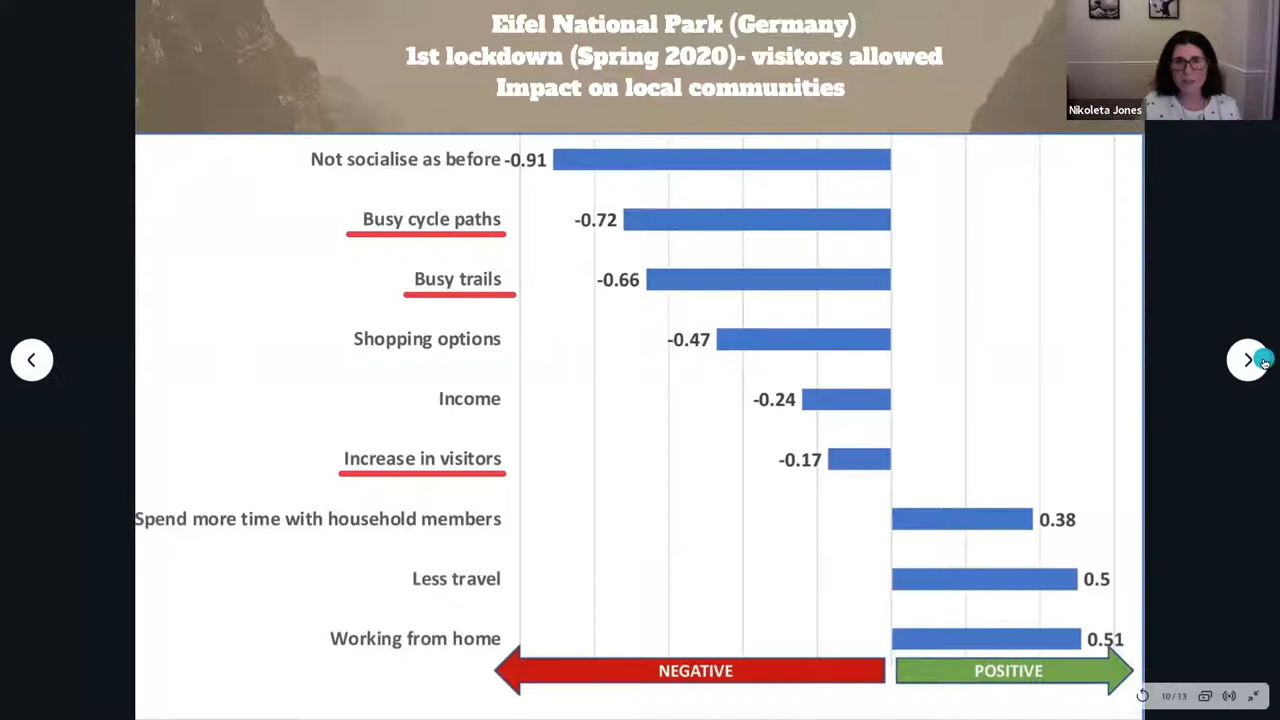 Eifel National Park (Germany)
1st lockdown (Spring 2020)- visitors allowed
Impact on local communities
Nikoleta Jones
Not socialise as before -0.91
Busy cycle paths -0.72
Busy trails -0.66
Shopping options -0.47
Income -0.24
Increase in visitors -0.17
Spend more time with household members 0.38
Less travel 0.5
Working from home 0.51
NEGATIVE POSITIVE
10/13